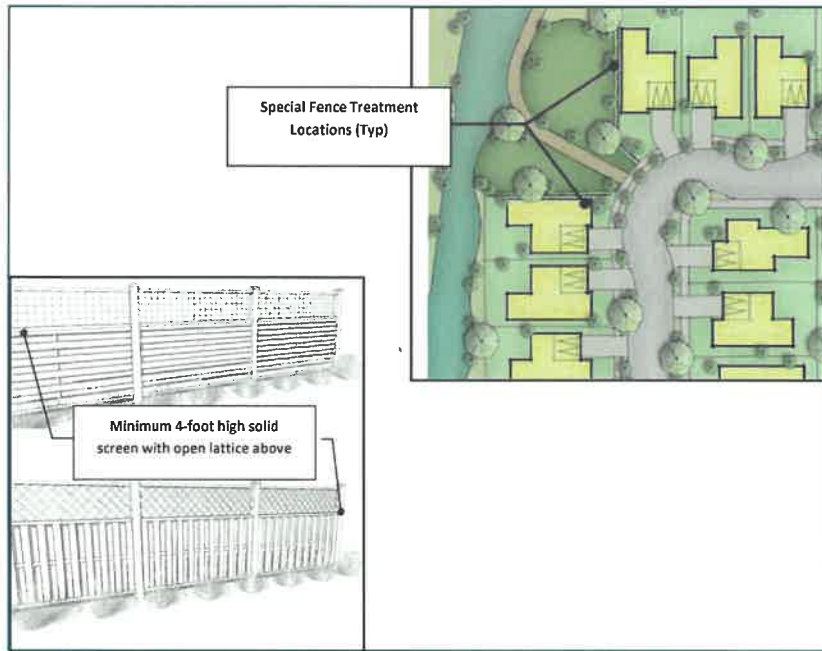 Special Fence Treatment
Locations (Typ)
Minimum 4-foot high solid
screen with open lattice above